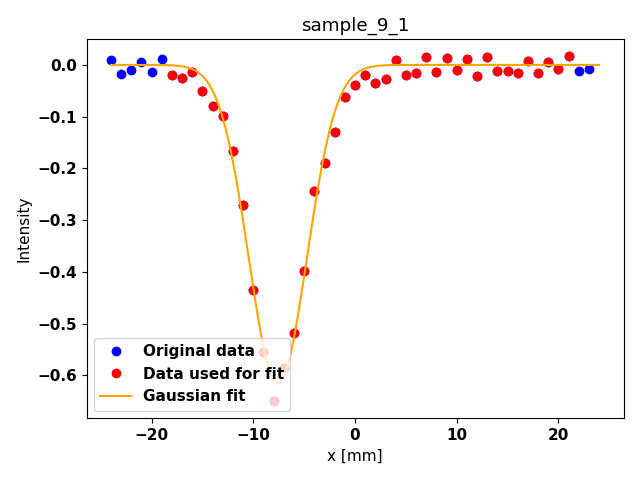 sample_9_1
0.0
−0.1
−0.2
−0.3
−0.4
−0.5
−0.6
Intensity
Original data
Data used for fit
Gaussian fit
−20
−10
0
10
20
x [mm]